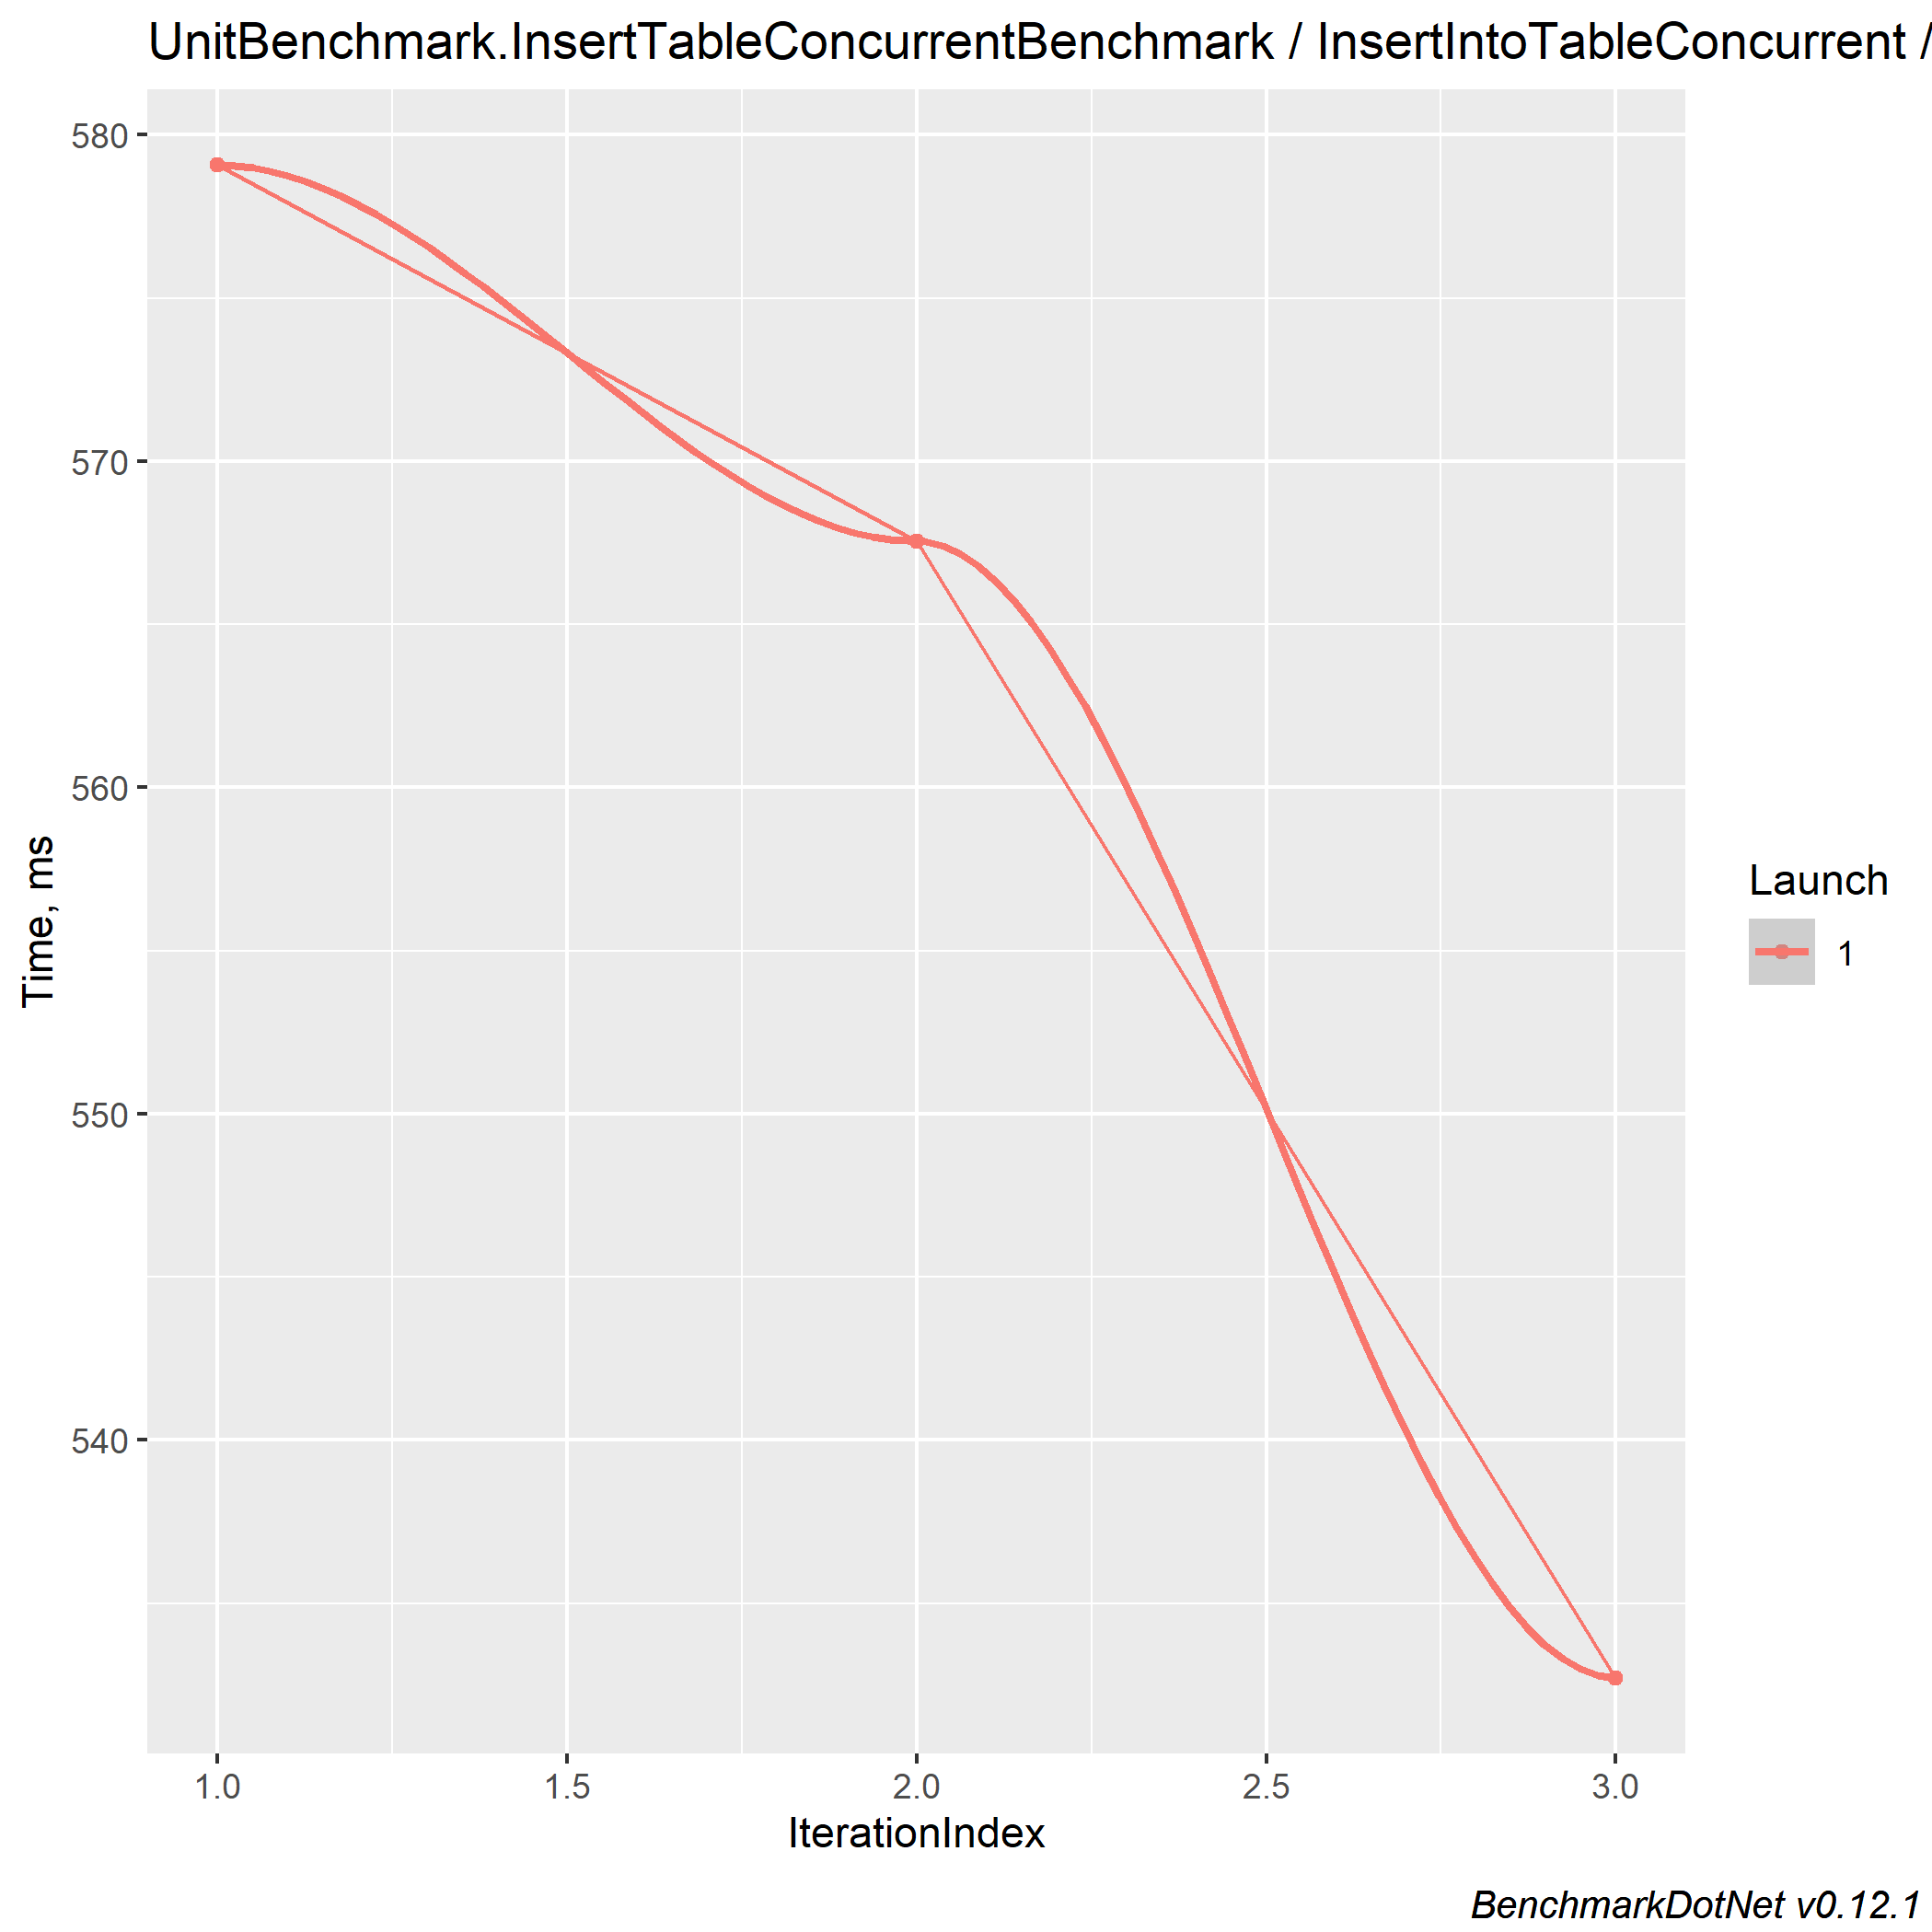 UnitBenchmark.InsertTableConcurrentBenchmark / InsertIntoTableConcurrent /
580
570
560
550
540
Time, ms
1.0
1.5
2.0
2.5
3.0
IterationIndex
Launch
1
BenchmarkDotNet v0.12.1